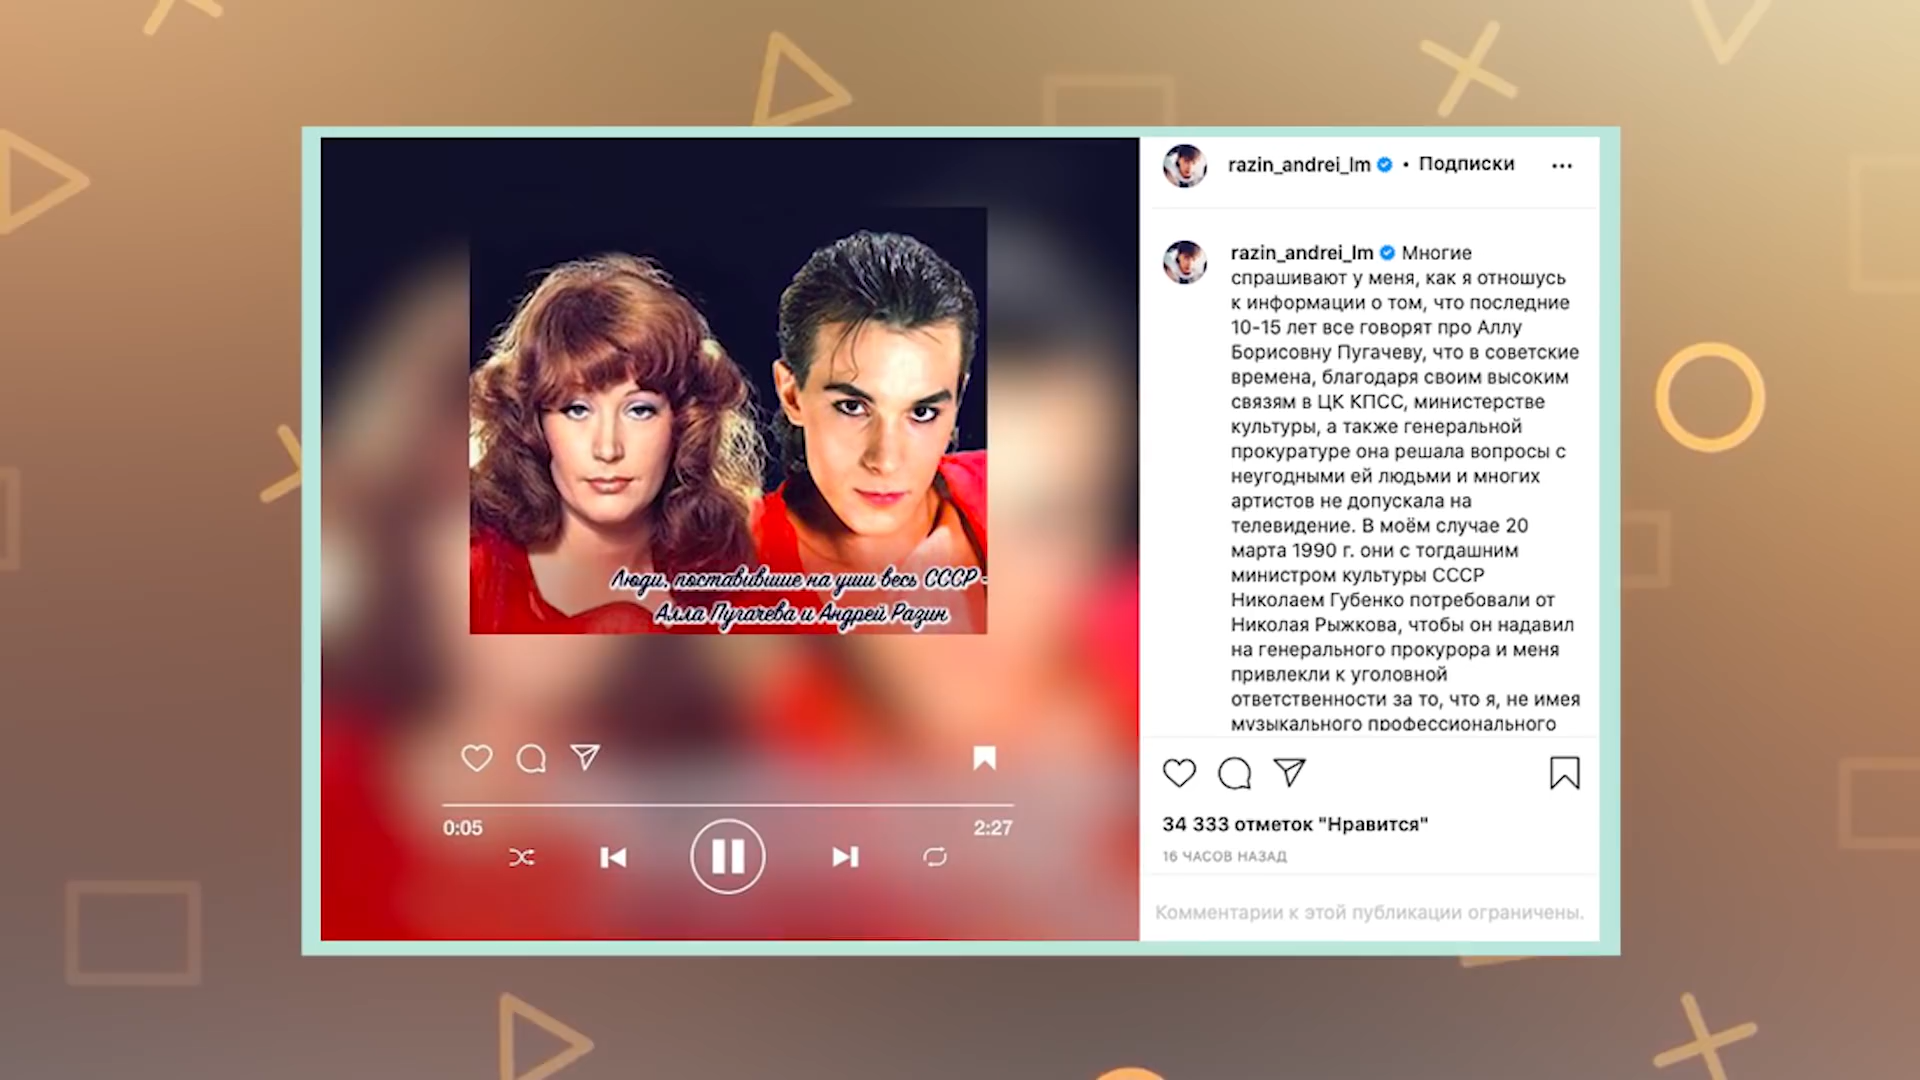 Люди, поставившие на уши весь СССР -
Алла Пугачева и Андрей Разин
0:05
2:27
razin_andrei_lm • Подписки
razin_andrei_lm Многие
спрашивают у меня, как я отношусь
к информации о том, что последние
10-15 лет все говорят про Аллу
Борисовну Пугачеву, что в советские
времена, благодаря своим высоким
связям в ЦК КПСС, министерстве
культуры, а также генеральной
прокуратуре она решала вопросы с
неугодными ей людьми и многих
артистов не допускала на
телевидение. В моём случае 20
марта 1990 г. они с тогдашним
министром культуры СССР
Николаем Губенко потребовали от
Николая Рыжкова, чтобы он надавил
на генерального прокурора и меня
привлекли к уголовной
ответственности за то, что я, не имея
музыкального профессионального
34 333 отметок "Нравится"
16 ЧАСОВ НАЗАД
Комментарии к этой публикации ограничены.